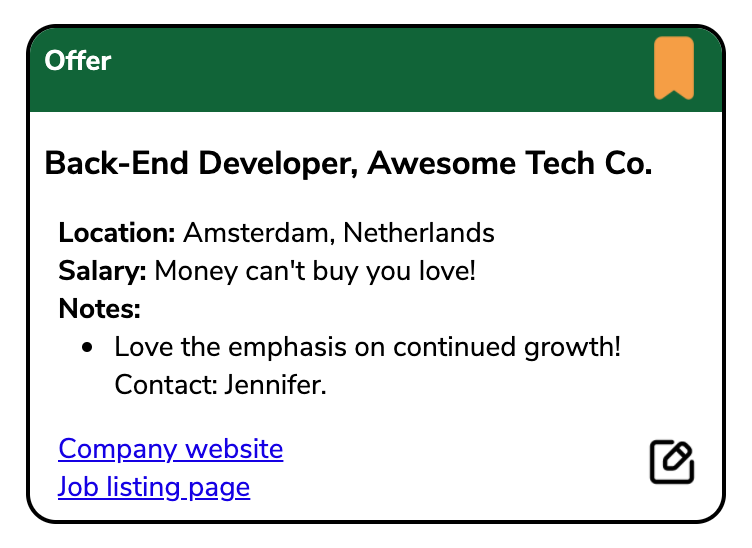 Offer
Back-End Developer, Awesome Tech Co.
Location: Amsterdam, Netherlands
Salary: Money can't buy you love!
Notes:
• Love the emphasis on continued growth!
Contact: Jennifer.
Company website
Job listing page